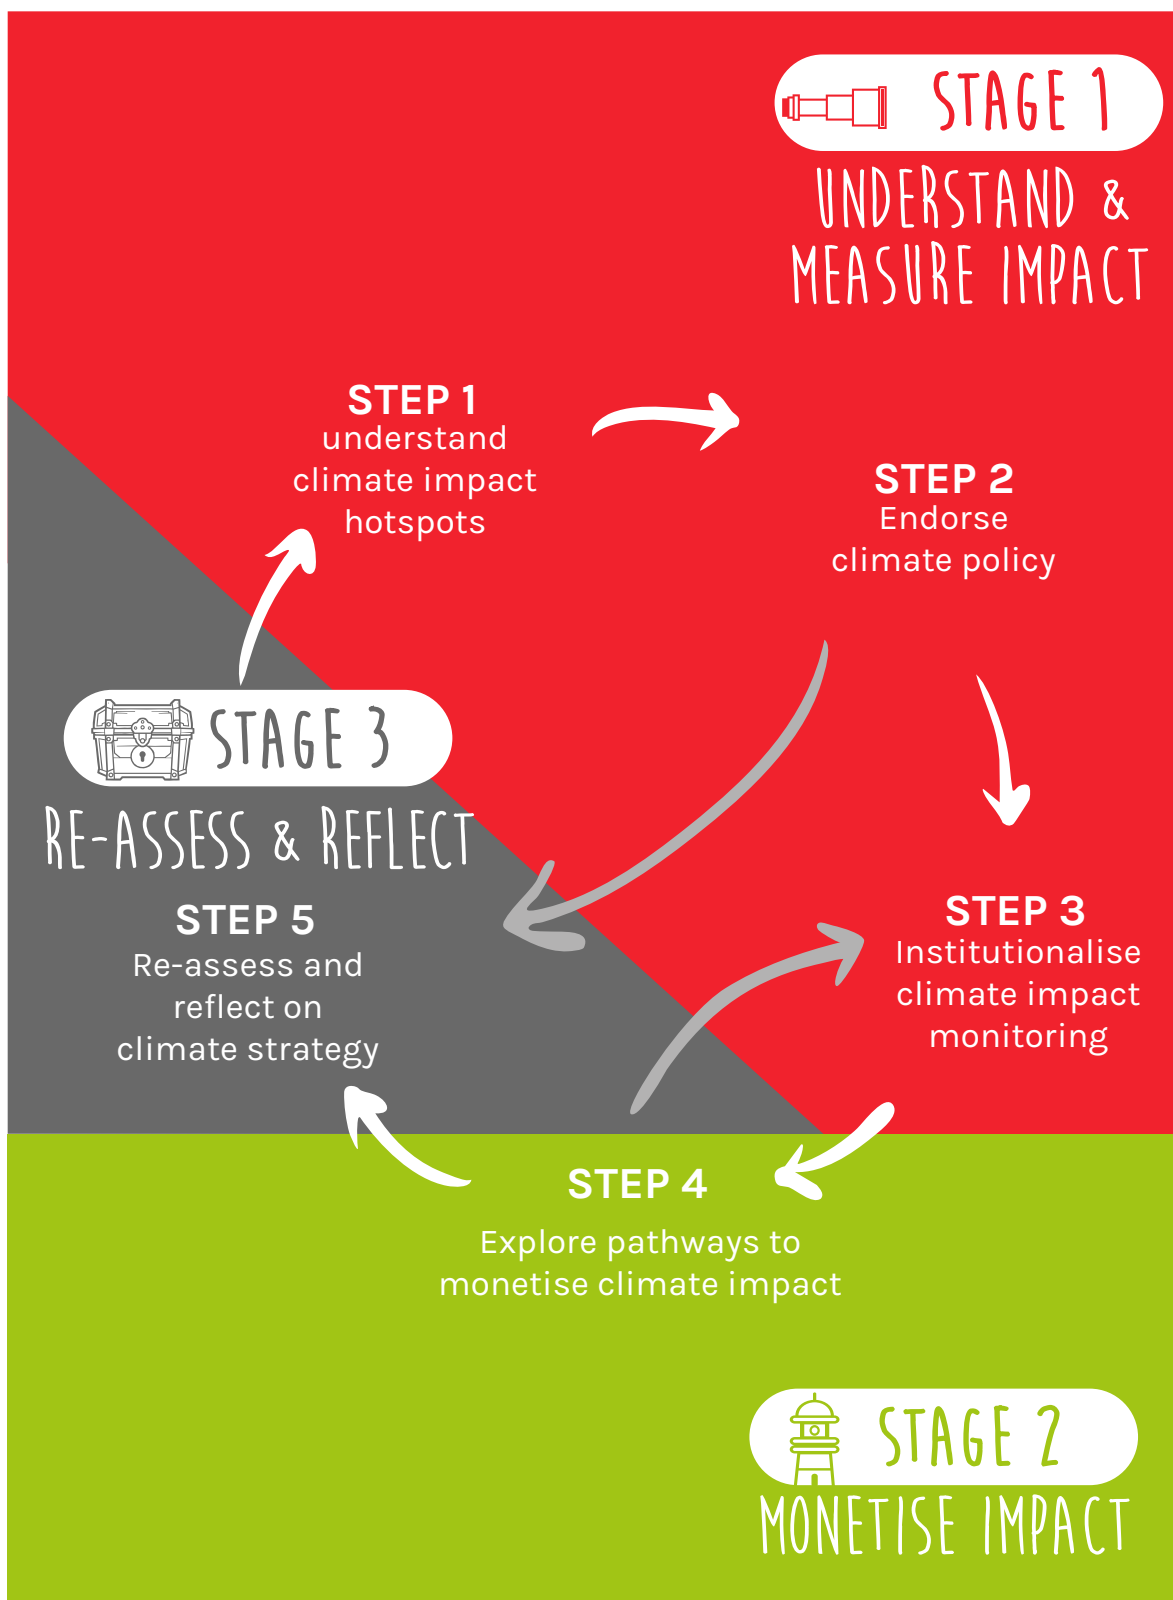 STAGE 1
UNDERSTAND &
MEASURE IMPACT
STEP 1
understand
climate impact
hotspots
STEP 2
Endorse
climate policy
STEP 3
Institutionalise
climate impact
monitoring
STEP 4
Explore pathways to
monetise climate impact
STAGE 2
MONETISE IMPACT
STAGE 3
RE-ASSESS & REFLECT
STEP 5
Re-assess and
reflect on
climate strategy